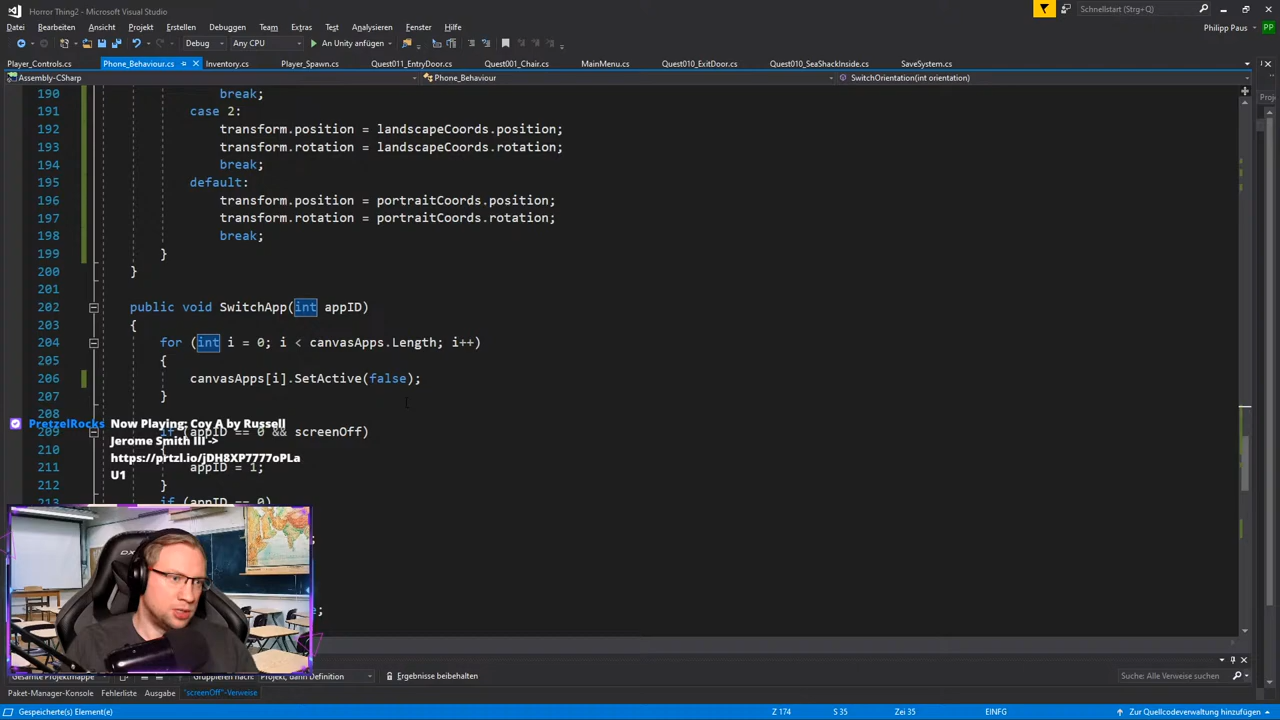 Horror Thing2 - Microsoft Visual Studio
Schnellstart (Strg+Q)
Datei Bearbeiten Ansicht Projekt Erstellen Debuggen Team Extras Test Analysieren Fenster Hilfe
Philipp Paus PP
Debug Any CPU An Unity anfügen
Player_Controls.cs Phone_Behaviour.cs Inventory.cs Player_Spawn.cs Quest011_EntryDoor.cs Quest001_Chair.cs MainMenu.cs Quest010_ExitDoor.cs Quest010_SeaShackInside.cs SaveSystem.cs
Assembly-CSharp Phone_Behaviour SwitchOrientation(int orientation)
Proj
190 break;
191 case 2:
192 transform.position = landscapeCoords.position;
193 transform.rotation = landscapeCoords.rotation;
194 break;
195 default:
196 transform.position = portraitCoords.position;
197 transform.rotation = portraitCoords.rotation;
198 break;
199 }
200 }
201
202 public void SwitchApp(int appID)
203 {
204 for (int i = 0; i < canvasApps.Length; i++)
205 {
206 canvasApps[i].SetActive(false);
207 }
208
PretzelRocks Now Playing: Coy A by Russell
209 if (appID == 0 && screenOff)
Jerome Smith III ->
210 {
https://prtzl.io/jDH8XP7777oPLa
211 appID = 1;
U1
212 }
213 if (appID == 0)
;
;
Gesamte Projektmappe Gruppieren nach: Projekt, dann Definition Ergebnisse beibehalten Suche: Alle Verweise
Paket-Manager-Konsole Fehlerliste Ausgabe "screenOff"-Verweise
Gespeicherte(s) Element(e) Z 174 S 35 Zei 35 EINFG Zur Quellcodeverwaltung hinzufügen